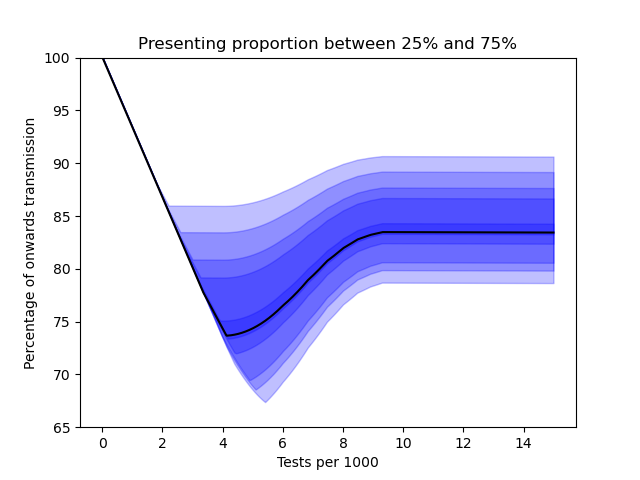 Presenting proportion between 25% and 75%
100
95
90
85
80
75
70
65
Percentage of onwards transmission
0 2 4 6 8 10 12 14
Tests per 1000